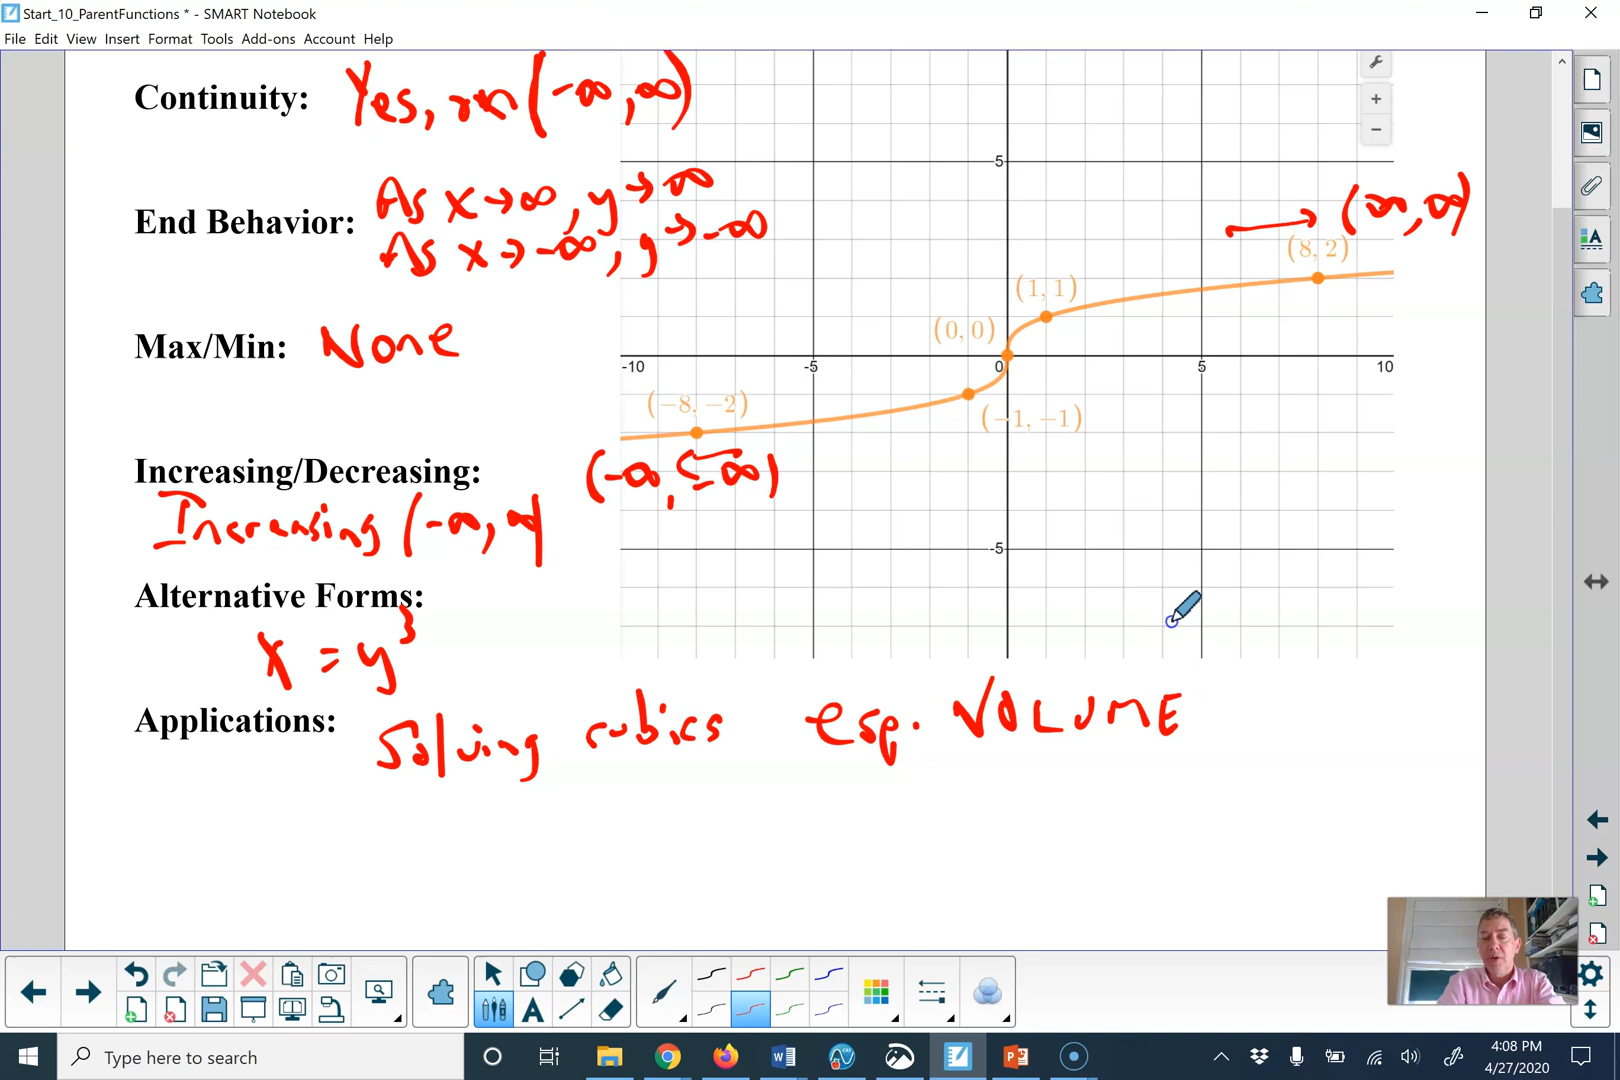 Start_10_ParentFunctions * - SMART Notebook
File Edit View Insert Format Tools Add-ons Account Help
Continuity: Yes, on (-∞, ∞)
End Behavior: As x → ∞, y → ∞
As x → -∞, y → -∞
Max/Min: None
Increasing/Decreasing:
Increasing (-∞, ∞)
Alternative Forms:
x = y³
Applications: Solving cubics esp. VOLUME
5
(∞, ∞)
(8, 2)
(1, 1)
(0, 0)
-10 -5 0 5 10
(−8, −2)
(−1, −1)
(-∞, -∞)
-5
Type here to search
4:08 PM
4/27/2020